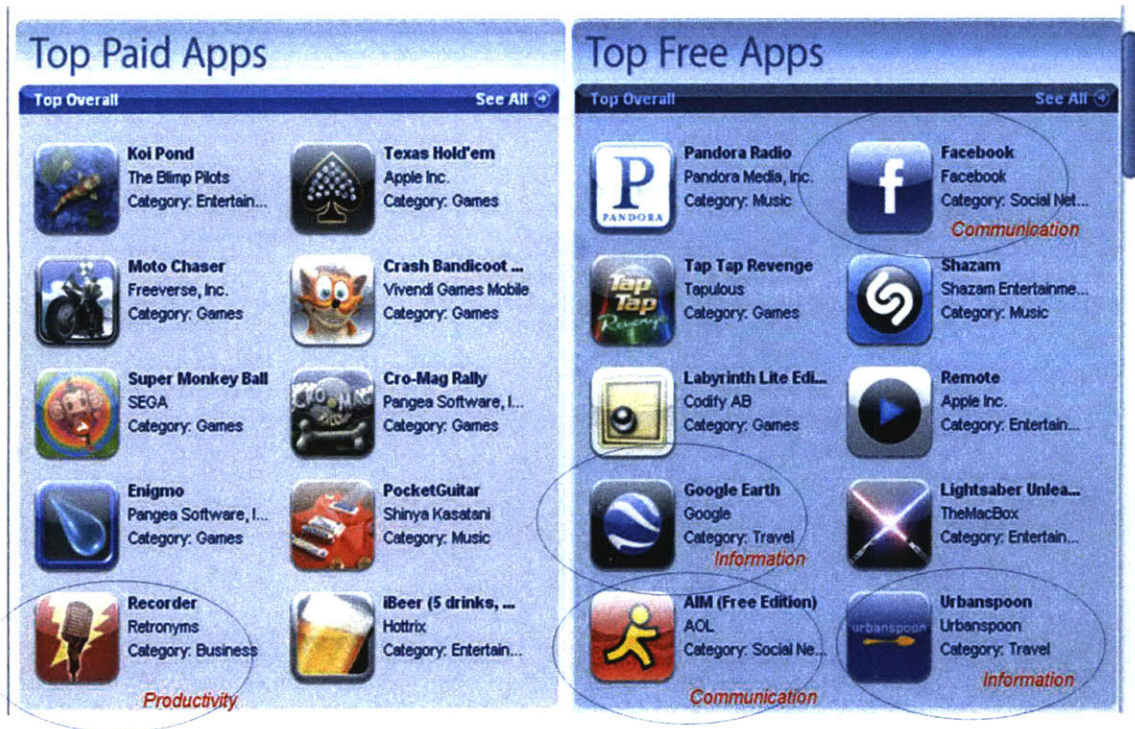 Top Paid Apps
Top Overall See All
Koi Pond
The Blimp Pilots
Category: Entertain...
Texas Hold'em
Apple Inc.
Category: Games
Moto Chaser
Freeverse, Inc.
Category: Games
Crash Bandicoot ...
Vivendi Games Mobile
Category: Games
Super Monkey Ball
SEGA
Category: Games
CRO-MAG
Cro-Mag Rally
Pangea Software, I...
Category: Games
Enigmo
Pangea Software, I...
Category: Games
PocketGuitar
Shinya Kasatani
Category: Music
Recorder
Retronyms
Category: Business
Productivity
iBeer (5 drinks, ...
Hottrix
Category: Entertain...
Top Free Apps
Top Overall See All
P
PANDORA
Pandora Radio
Pandora Media, Inc.
Category: Music
f
Facebook
Facebook
Category: Social Net...
Communication
Tap
Tap
Revenge
Tap Tap Revenge
Tapulous
Category: Games
Shazam
Shazam Entertainme...
Category: Music
Labyrinth Lite Edi...
Codify AB
Category: Games
Remote
Apple Inc.
Category: Entertain...
Google Earth
Google
Category: Travel
Information
Lightsaber Unlea...
TheMacBox
Category: Entertain...
AIM (Free Edition)
AOL
Category: Social Ne...
Communication
urbanspoon
Urbanspoon
Urbanspoon
Category: Travel
Information